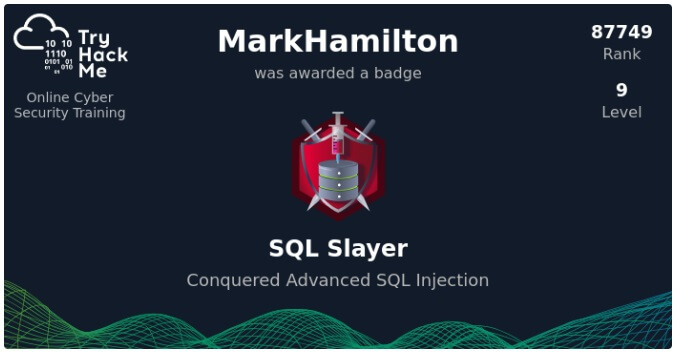 10 10
1110
0101 01
01 010
01
Try
Hack
Me
Online Cyber
Security Training
MarkHamilton
was awarded a badge
87749
Rank
9
Level
SQL Slayer
Conquered Advanced SQL Injection